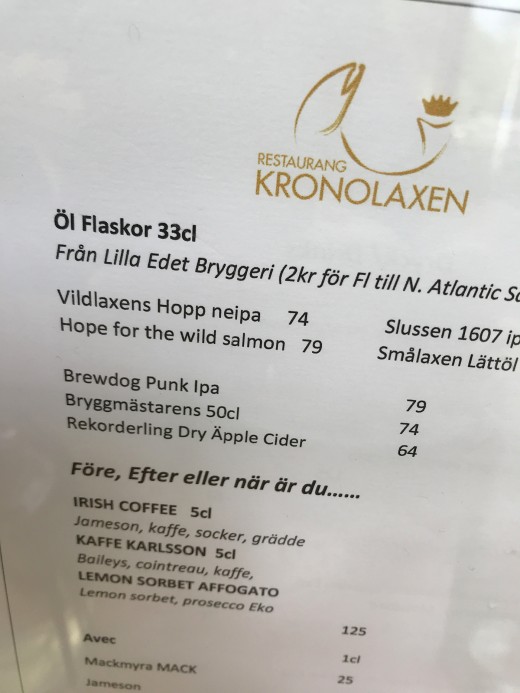 RESTAURANG
KRONOLAXEN
Öl Flaskor 33cl
Från Lilla Edet Bryggeri (2kr för Fl till N. Atlantic
Vildlaxens Hopp neipa 74 Slussen 1607
Hope for the wild salmon 79 Smålaxen Lättöl
Brewdog Punk Ipa 79
Bryggmästarens 50cl 74
Rekorderling Dry Äpple Cider 64
Före, Efter eller när är du......
IRISH COFFEE 5cl
Jameson, kaffe, socker, grädde
KAFFE KARLSSON 5cl
Baileys, cointreau, kaffe,
LEMON SORBET AFFOGATO
Lemon sorbet, prosecco Eko
125
Avec 1cl
Mackmyra MACK 25
Jameson